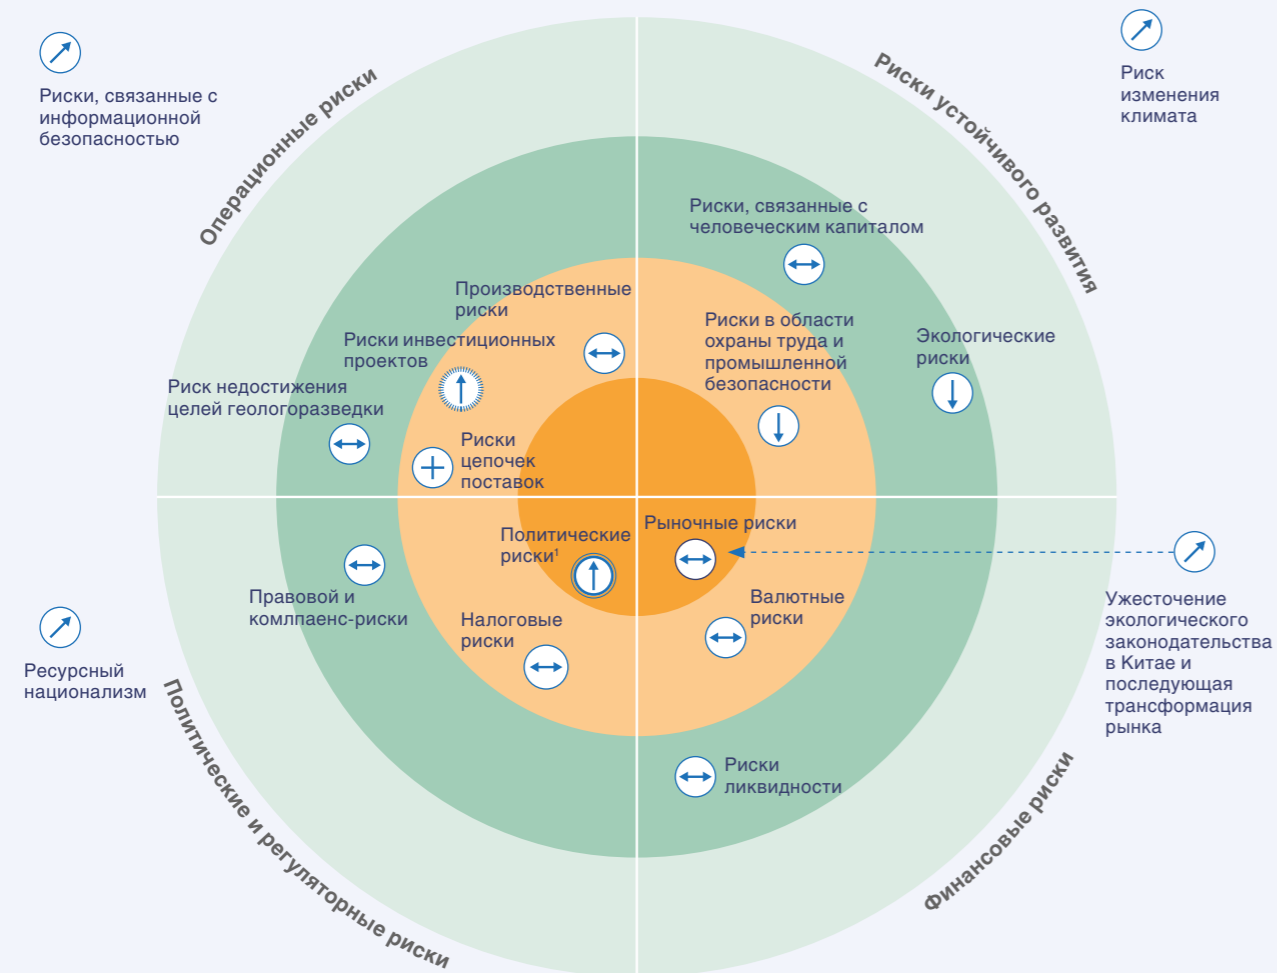 Риски, связанные с
информационной
безопасностью
Операционные риски
Риски устойчивого развития
Риск
изменения
климата
Риски, связанные с
человеческим капиталом
Производственные
риски
Риски инвестиционных
проектов
Риск недостижения
целей геологоразведки
Риски
цепочек
поставок
Риски в области
охраны труда и
промышленной
безопасности
Экологические
риски
Политические
риски¹
Рыночные риски
Правовой и
комлпаенс-риски
Налоговые
риски
Валютные
риски
Ресурсный
национализм
Ужесточение
экологического
законодательства
в Китае и
последующая
трансформация
рынка
Риски
ликвидности
Политические и регуляторные риски
Финансовые риски